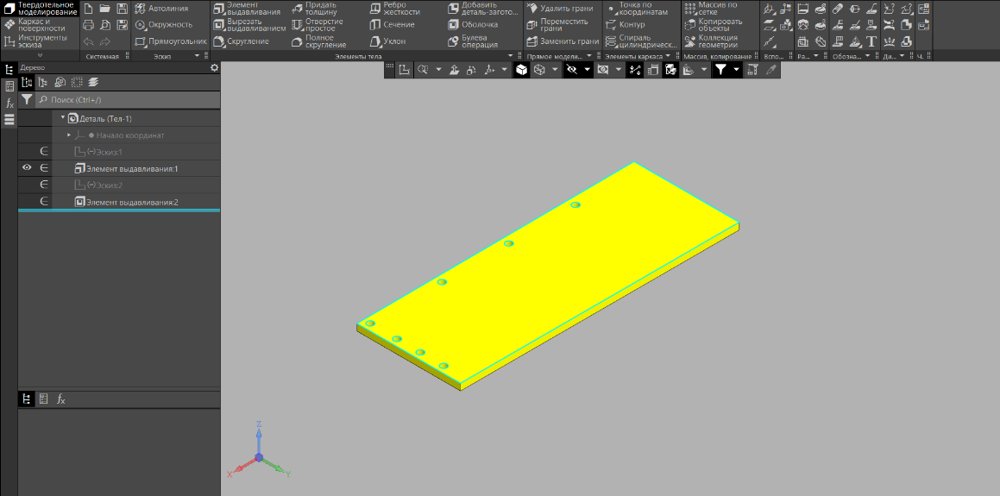 Твердотельное моделирование
Каркас и поверхности
Инструменты эскиза
Системная
Автолиния
Окружность
Прямоугольник
Эскиз
Элемент выдавливания
Вырезать выдавливанием
Скругление
Придать толщину
Отверстие простое
Полное скругление
Ребро жесткости
Сечение
Уклон
Добавить деталь-загото...
Оболочка
Булева операция
Элементы тела
Удалить грани
Переместить грани
Заменить грани
Прямое модели...
Точка по координатам
Контур
Спираль цилиндрическ...
Элементы каркаса
Массив по сетке
Копировать объекты
Коллекция геометрии
Массив, копирование
Вспо...
Ра...
Обозна...
Ди...
Ч.
Дерево
Поиск (Ctrl+/)
Деталь (Тел-1)
Начало координат
(-)Эскиз:1
Элемент выдавливания:1
(-)Эскиз:2
Элемент выдавливания:2
Z
X
Y